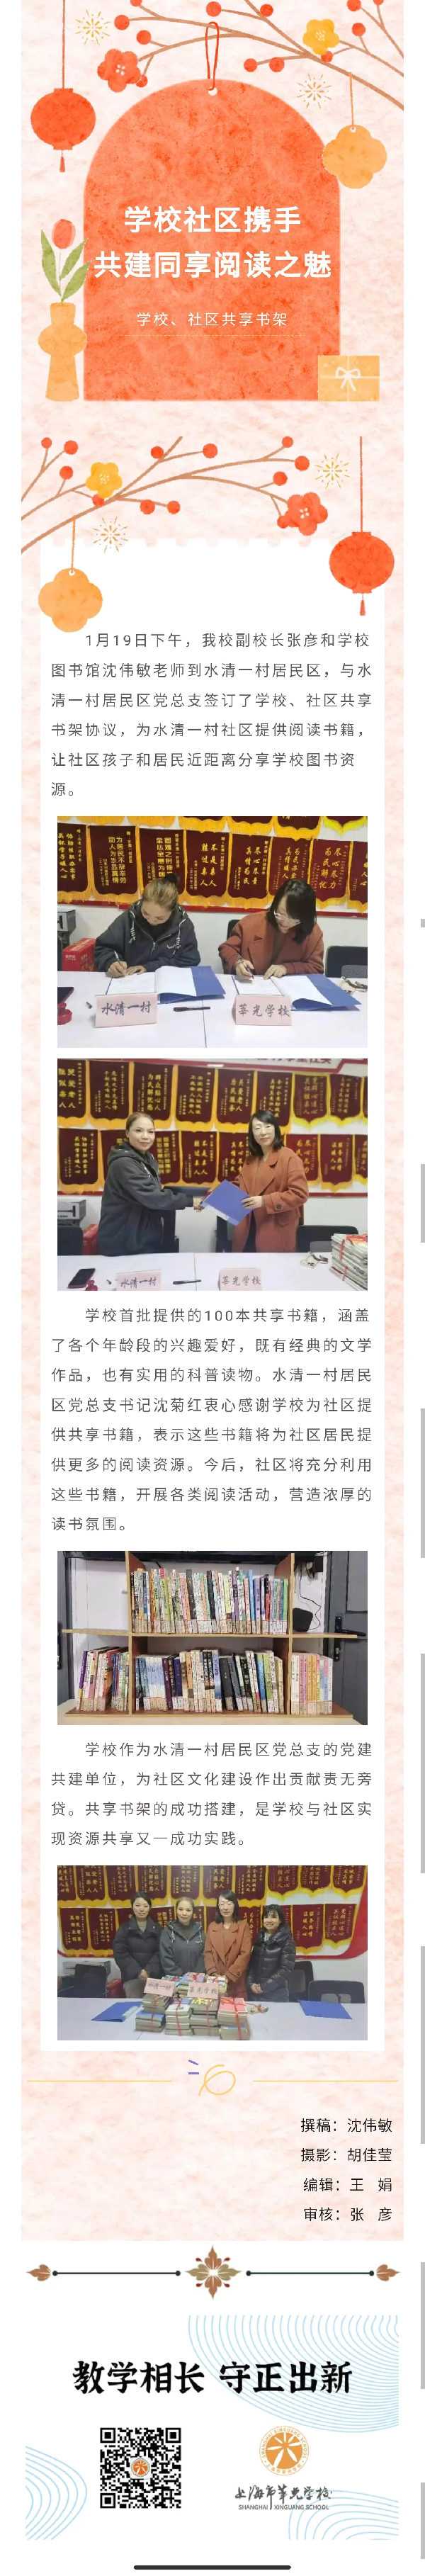 学校社区携手
共建同享阅读之魅
学校、社区共享书架
1月19日下午，我校副校长张彦和学校
图书馆沈伟敏老师到水清一村居民区，与水
清一村居民区党总支签订了学校、社区共享
书架协议，为水清一村社区提供阅读书籍，
让社区孩子和居民近距离分享学校图书资
源。
水清一村
莘光学校
水清一村
莘光学校
学校首批提供的100本共享书籍，涵盖
了各个年龄段的兴趣爱好，既有经典的文学
作品，也有实用的科普读物。水清一村居民
区党总支书记沈菊红衷心感谢学校为社区提
供共享书籍，表示这些书籍将为社区居民提
供更多的阅读资源。今后，社区将充分利用
这些书籍，开展各类阅读活动，营造浓厚的
读书氛围。
学校作为水清一村居民区党总支的党建
共建单位，为社区文化建设作出贡献责无旁
贷。共享书架的成功搭建，是学校与社区实
现资源共享又一成功实践。
水清一村
撰稿：沈伟敏
摄影：胡佳莹
编辑：王 娟
审核：张 彦
教学相长 守正出新
上海市莘光学校
SHANGHAI XINGUANG SCHOOL